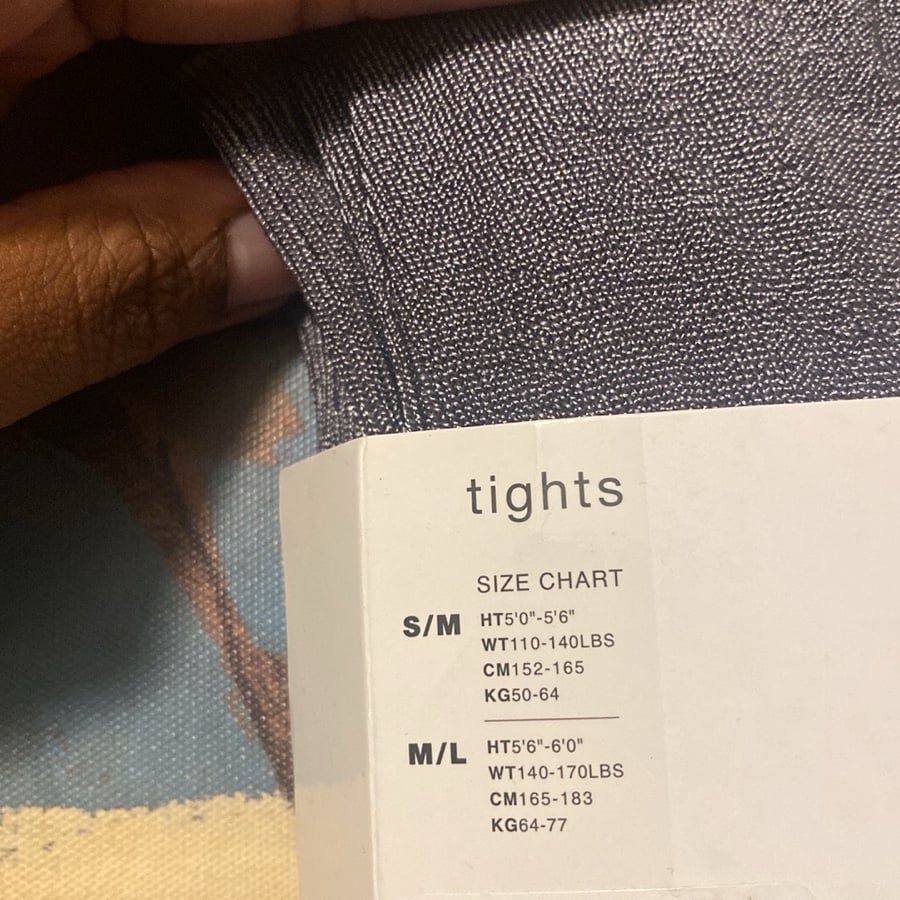 tights
SIZE CHART
S/M
HT5'0"-5'6"
WT110-140LBS
CM152-165
KG50-64
M/L
HT5'6"-6'0"
WT140-170LBS
CM165-183
KG64-77